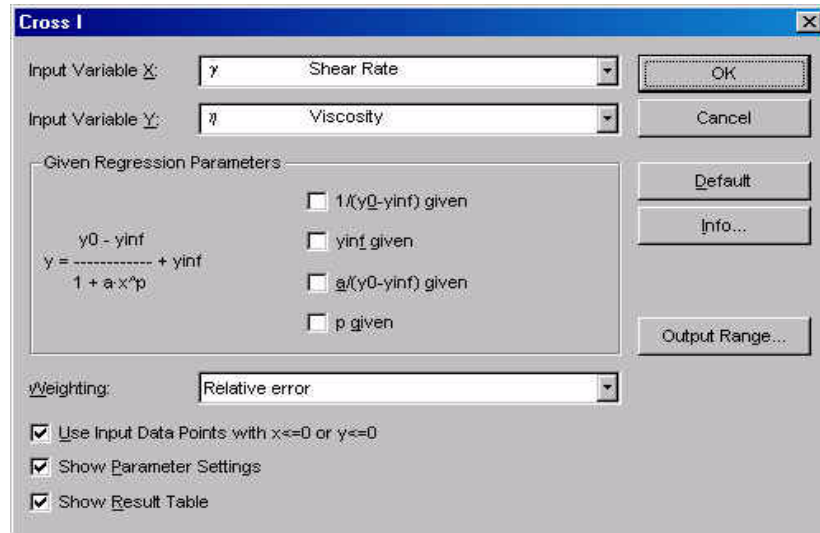 Cross I
Input Variable X: γ Shear Rate
OK
Input Variable Y: η Viscosity
Cancel
Given Regression Parameters
Default
1/(y0-yinf) given
Info...
y0 - yinf
yinf given
y = ------------ + yinf
1 + a·x^p
a/(y0-yinf) given
p given
Output Range...
Weighting: Relative error
Use Input Data Points with x<=0 or y<=0
Show Parameter Settings
Show Result Table